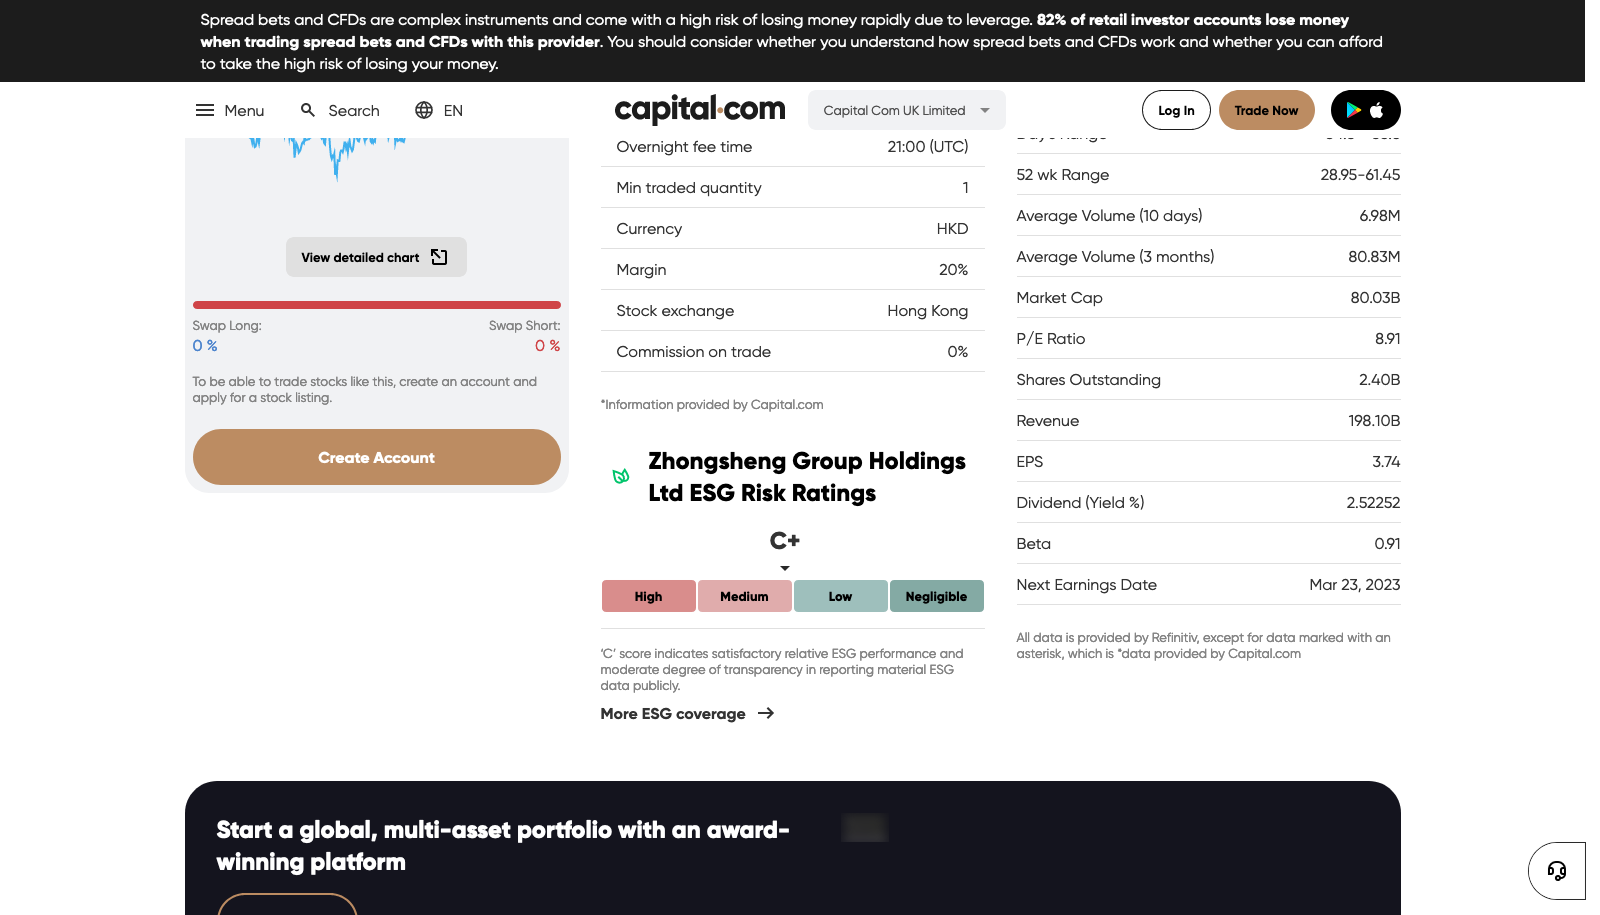 Spread bets and CFDs are complex instruments and come with a high risk of losing money rapidly due to leverage. 82% of retail investor accounts lose money
when trading spread bets and CFDs with this provider. You should consider whether you understand how spread bets and CFDs work and whether you can afford
to take the high risk of losing your money.
Menu
Search
EN
capital.com
Capital Com UK Limited
Log In
Trade Now
View detailed chart
Swap Long:
Swap Short:
0 %
0 %
To be able to trade stocks like this, create an account and
apply for a stock listing.
Create Account
Overnight fee time 21:00 (UTC)
Min traded quantity 1
Currency HKD
Margin 20%
Stock exchange Hong Kong
Commission on trade 0%
*Information provided by Capital.com
Zhongsheng Group Holdings
Ltd ESG Risk Ratings
C+
High
Medium
Low
Negligible
‘C’ score indicates satisfactory relative ESG performance and
moderate degree of transparency in reporting material ESG
data publicly.
More ESG coverage
52 wk Range 28.95-61.45
Average Volume (10 days) 6.98M
Average Volume (3 months) 80.83M
Market Cap 80.03B
P/E Ratio 8.91
Shares Outstanding 2.40B
Revenue 198.10B
EPS 3.74
Dividend (Yield %) 2.52252
Beta 0.91
Next Earnings Date Mar 23, 2023
All data is provided by Refinitiv, except for data marked with an
asterisk, which is *data provided by Capital.com
Start a global, multi-asset portfolio with an award-
winning platform